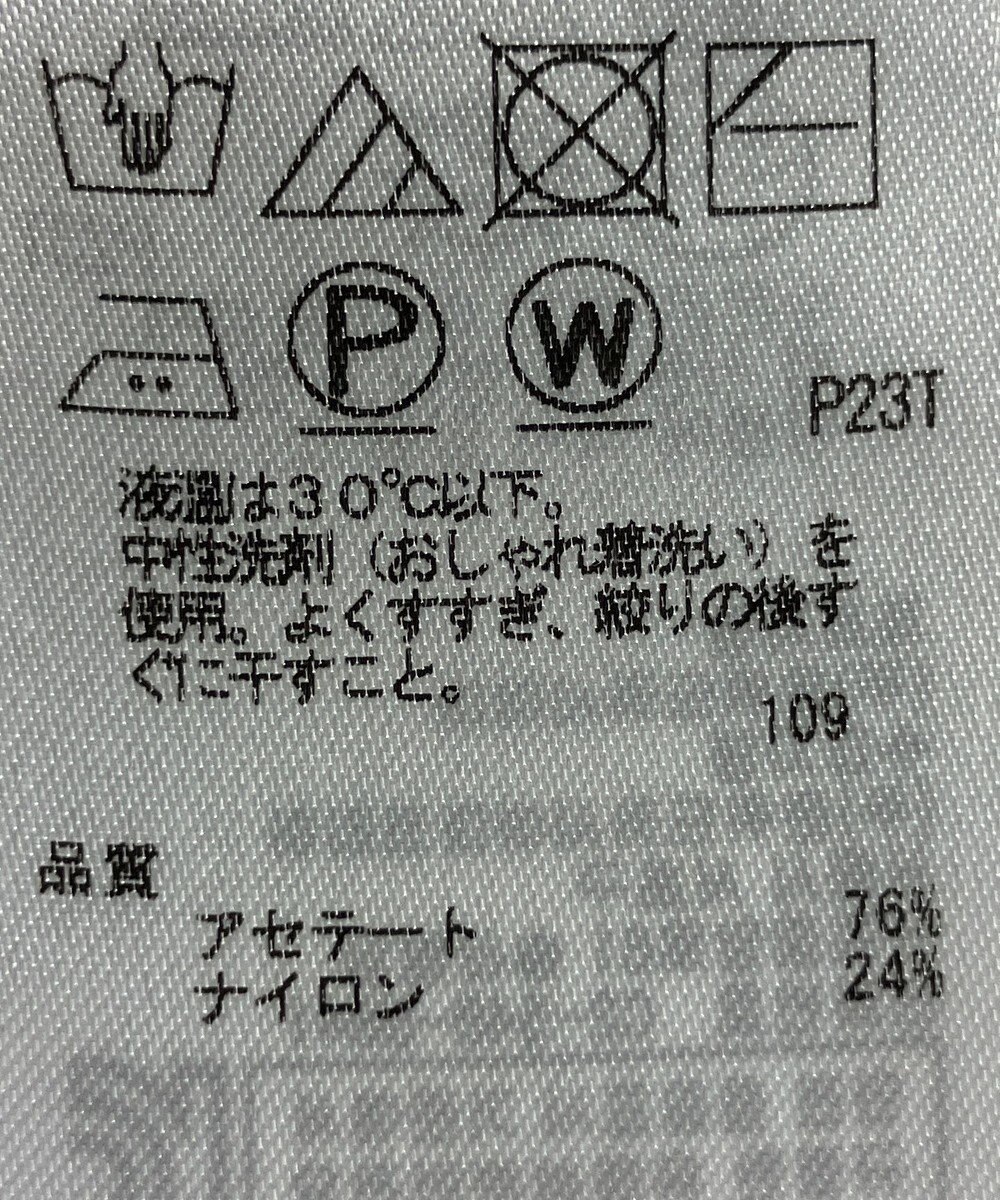 P
W
P23T
液温は30℃以下。
中性洗剤（おしゃれ着洗い）を
使用。よくすすぎ、絞りの後す
ぐに干すこと。
109
品質
アセテート 76%
ナイロン 24%